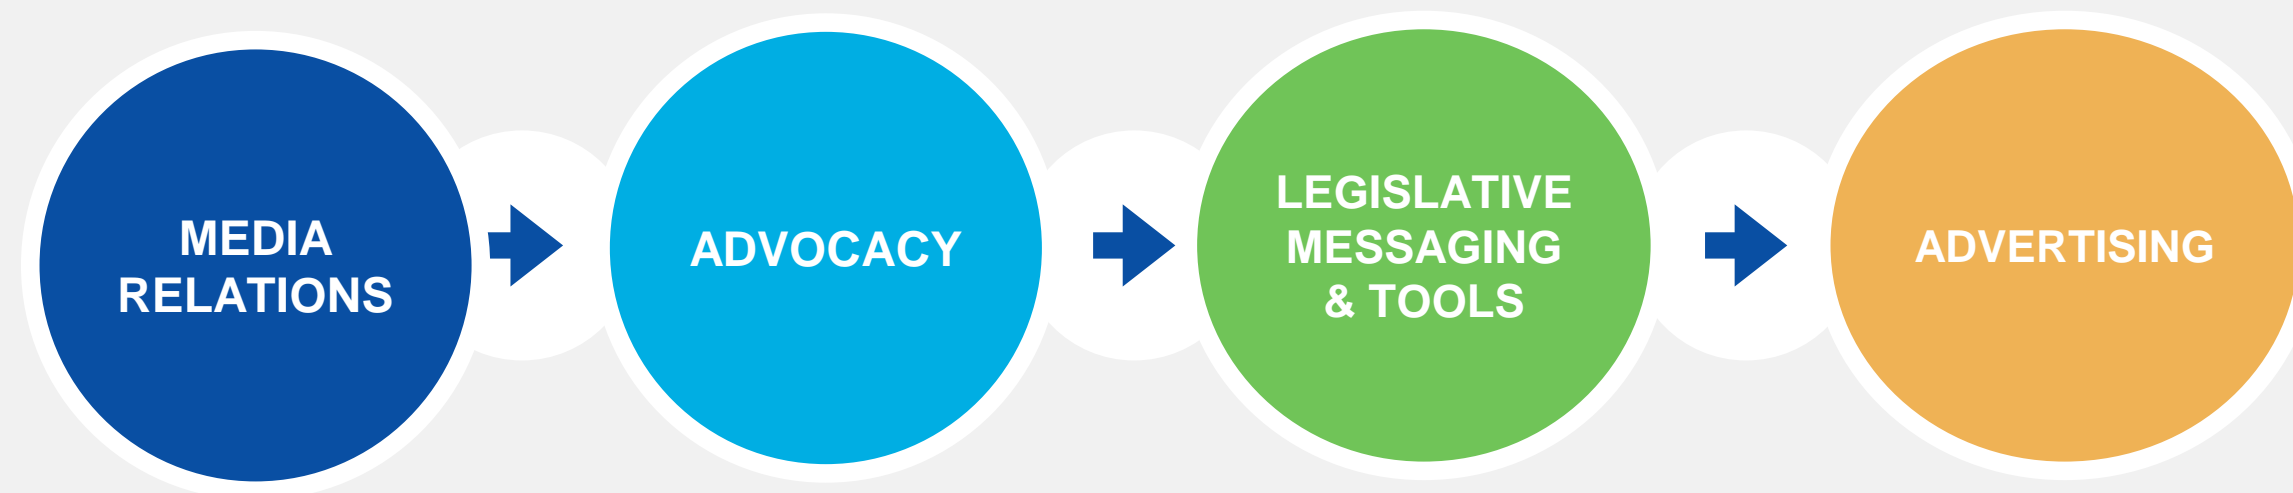 MEDIA
RELATIONS
ADVOCACY
LEGISLATIVE
MESSAGING
& TOOLS
ADVERTISING